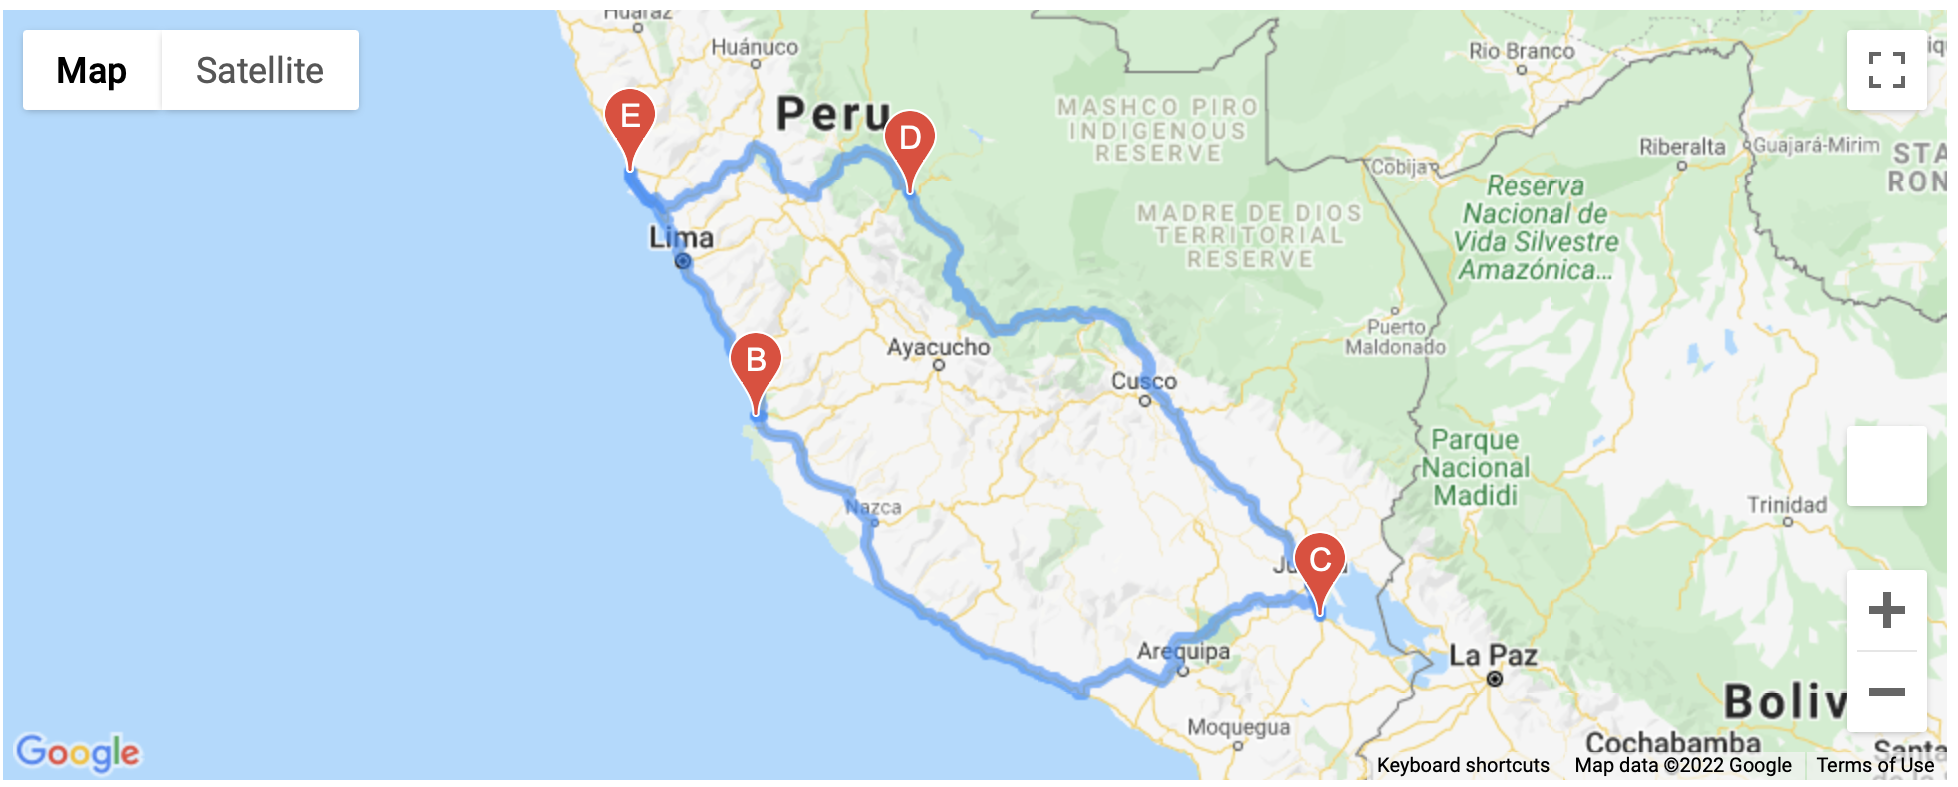 Huaraz
Map
Satellite
Huánuco
Rio Branco
E
Peru
D
MASHCO PIRO
INDIGENOUS
RESERVE
Cobija
Riberalta
Guajará-Mirim
STA
RON
Reserva
Nacional de
Vida Silvestre
Amazónica...
MADRE DE DIOS
TERRITORIAL
RESERVE
Lima
Puerto
Maldonado
Ayacucho
B
Cusco
Parque
Nacional
Madidi
Nazca
Trinidad
C
Arequipa
La Paz
Boliv
Moquegua
Cochabamba
Santa
Google
Keyboard shortcuts
Map data ©2022 Google
Terms of Use